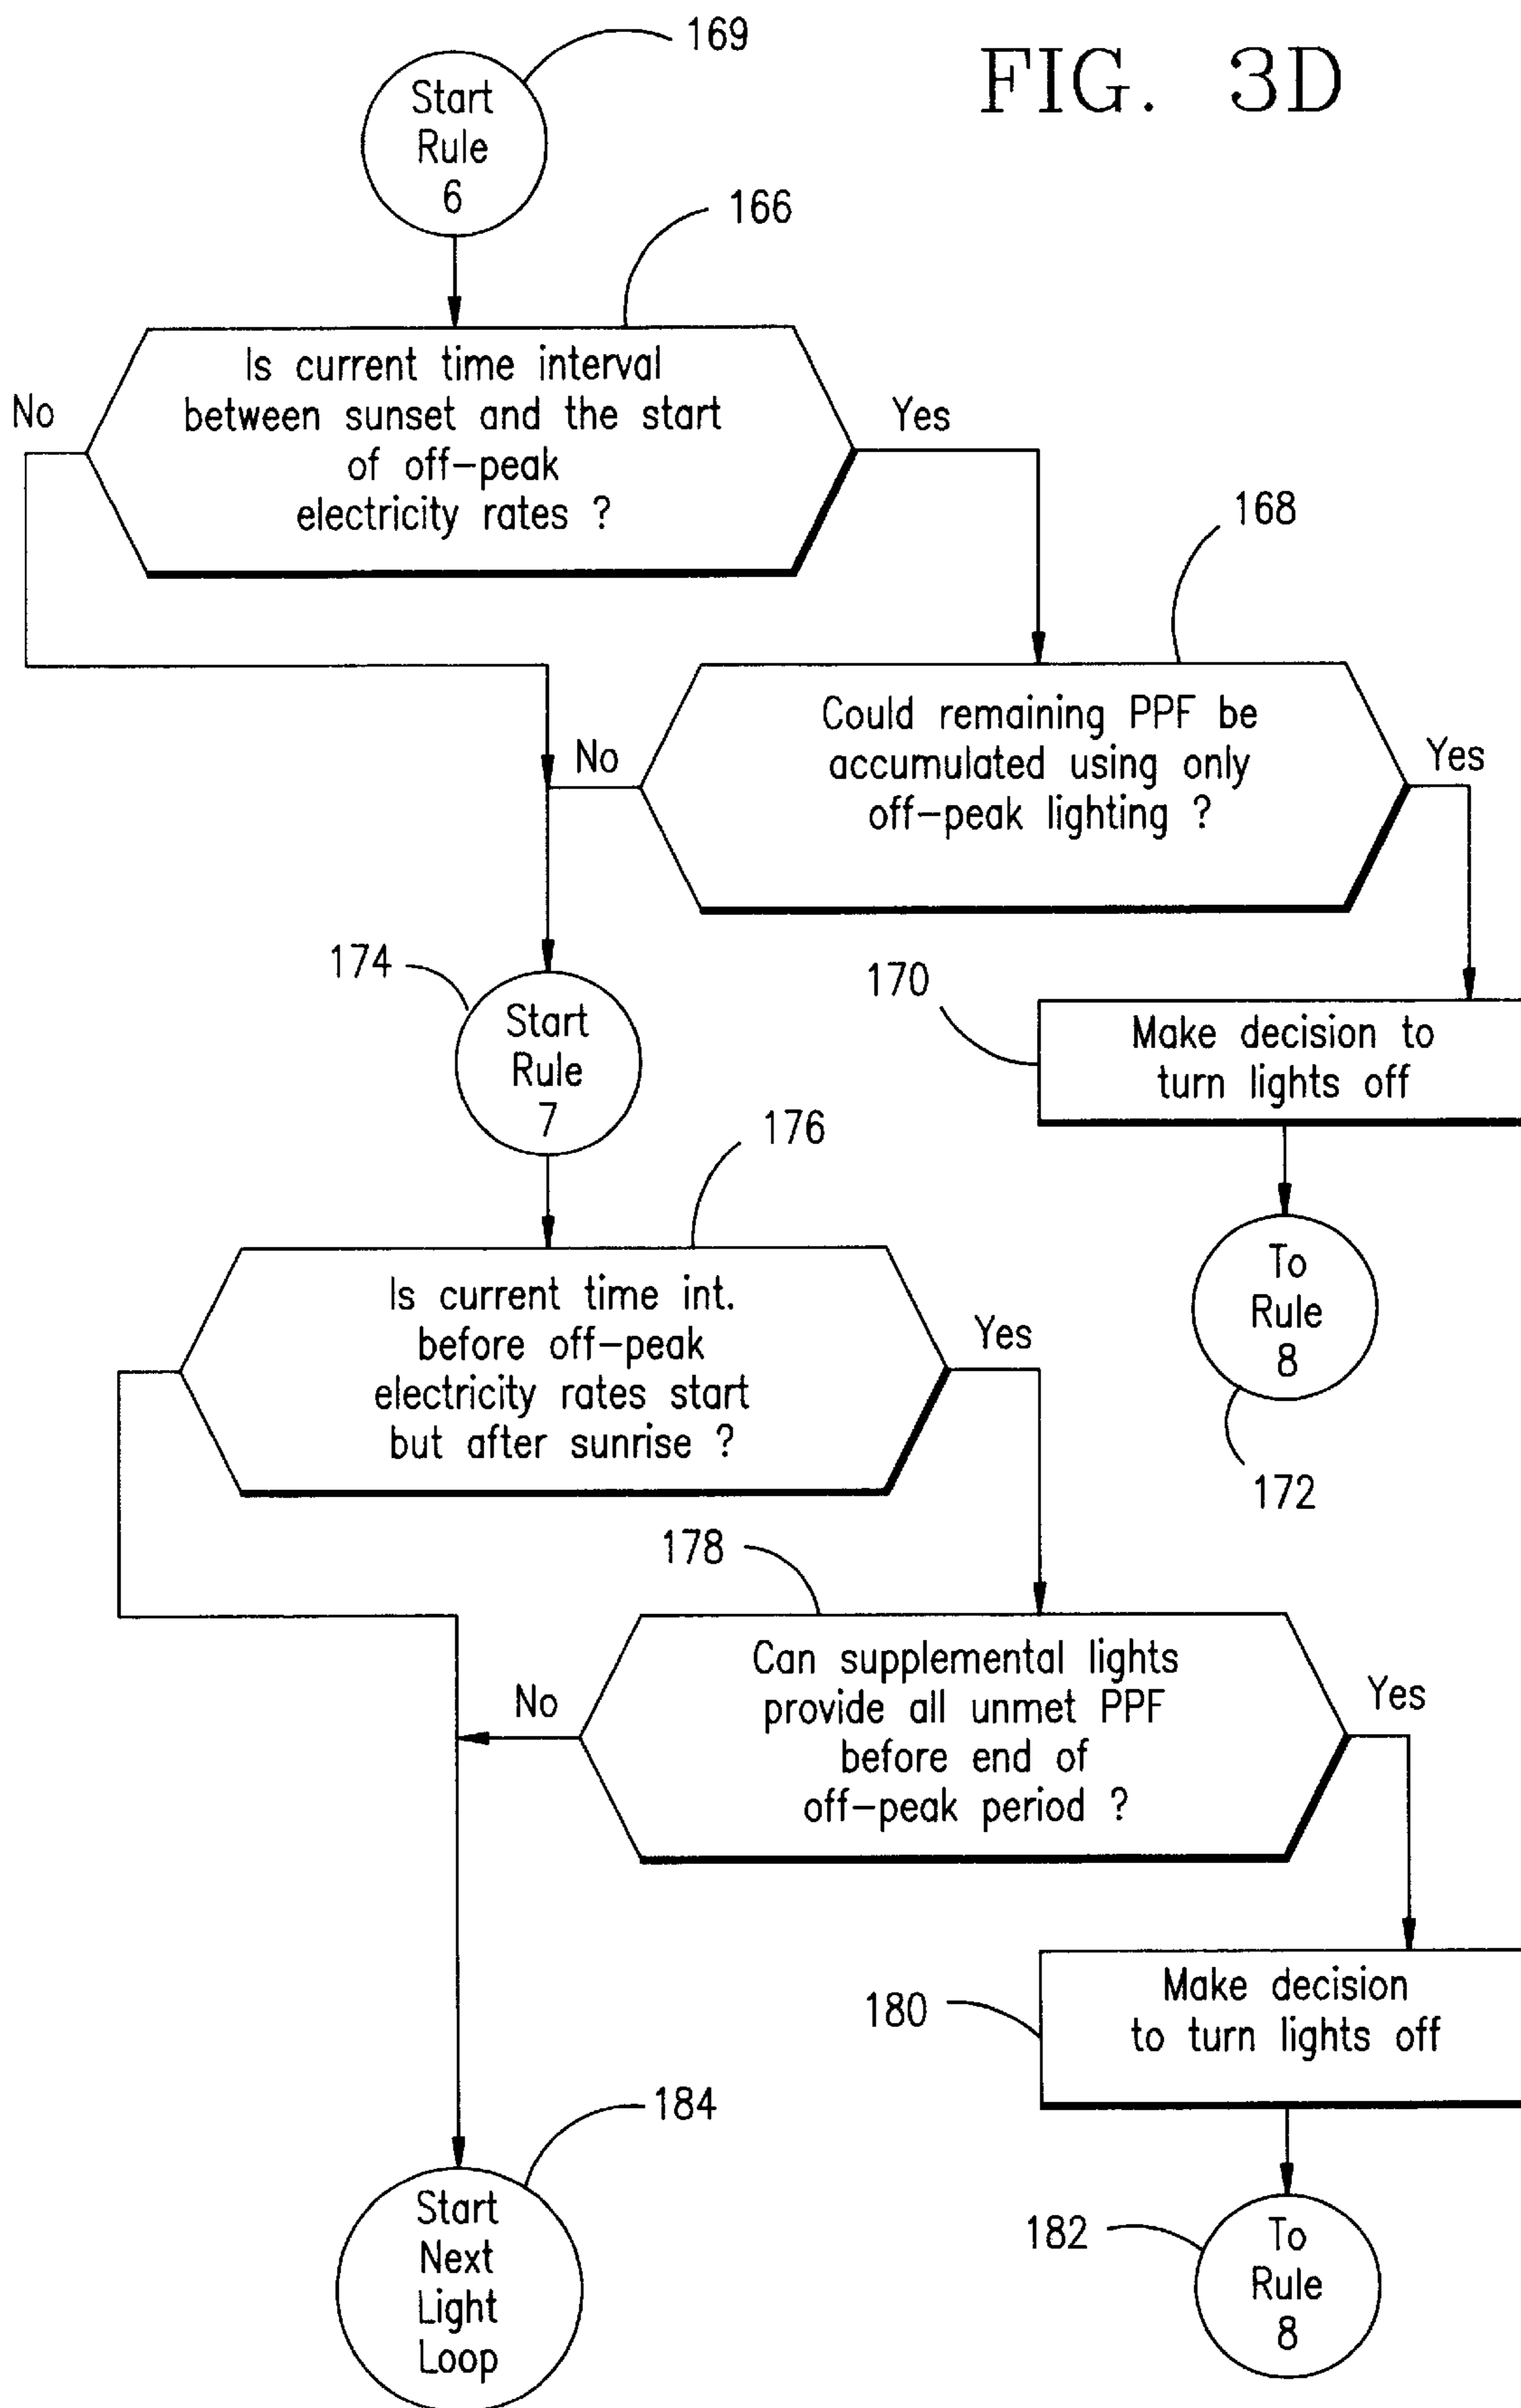 FIG. 3D
169
Start
Rule
6
166
Is current time interval
between sunset and the start
of off-peak
electricity rates ?
No
Yes
168
Could remaining PPF be
accumulated using only
off-peak lighting ?
No
Yes
174
Start
Rule
7
170
Make decision to
turn lights off
176
To
Rule
8
172
Is current time int.
before off-peak
electricity rates start
but after sunrise ?
Yes
178
Can supplemental lights
provide all unmet PPF
before end of
off-peak period ?
No
Yes
180
Make decision
to turn lights off
184
Start
Next
Light
Loop
182
To
Rule
8